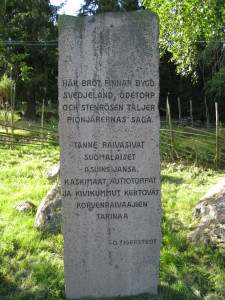 HÄR BRÖT FINNAR BYGD.
SVEDJELAND, ÖDETORP
OCH STENRÖSEN TÄLJER
PIONJÄRERNAS SAGA.
TÄNNE RAIVASIVAT
SUOMALAISET
ASUINSIJANSA.
KASKIMAAT, AUTIOTORPAT
JA KIVIKUMMUT KERTOVAT
KORVENRAIVAAJIEN
TARINAA
O. TIGERSTEDT